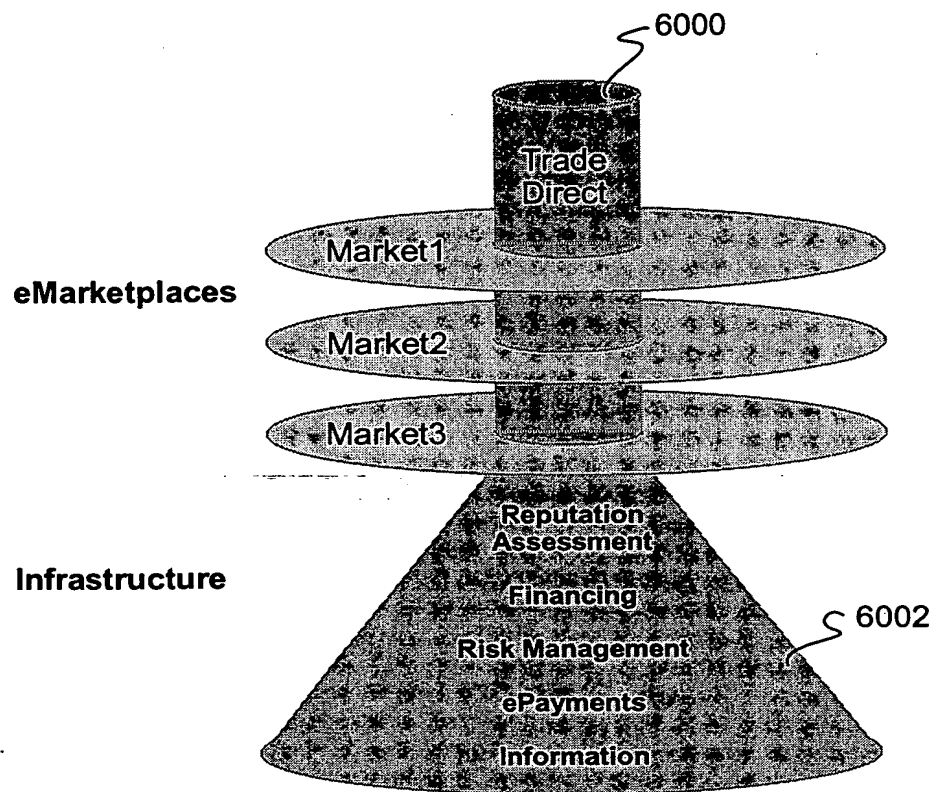 6000
Trade
Direct
Market1
eMarketplaces
Market2
Market3
Reputation
Assessment
Infrastructure
Financing
6002
Risk Management
ePayments
Information